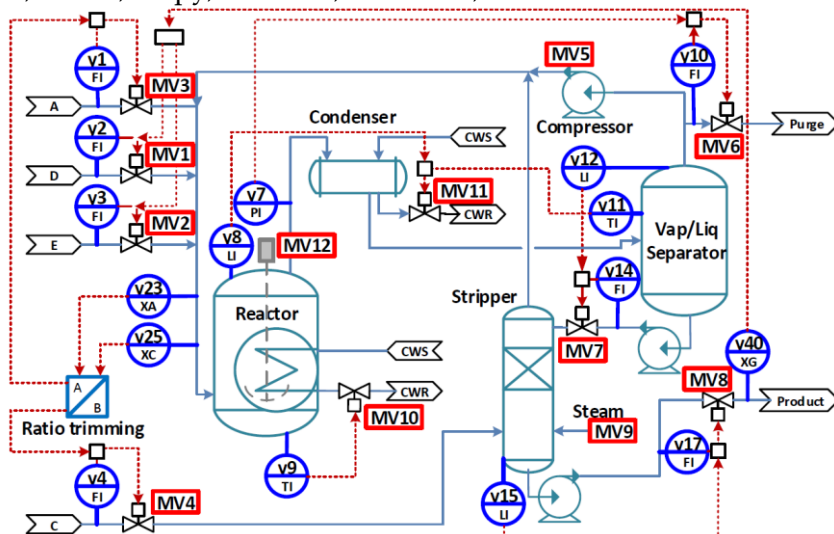 y1
FI
MV3
A
y2
FI
MV1
D
y3
FI
MV2
E
y23
XA
y25
XC
A
B
Ratio trimming
y4
FI
MV4
C
Condenser
CWS
y7
PI
y8
LI
MV11
CWR
MV12
Reactor
CWS
CWR
MV10
y9
TI
MV5
Compressor
y10
FI
MV6
Purge
y12
LI
y11
TI
Vap/Liq
Separator
Stripper
y14
FI
MV7
y40
XG
MV8
Product
Steam
MV9
y17
FI
y15
LI